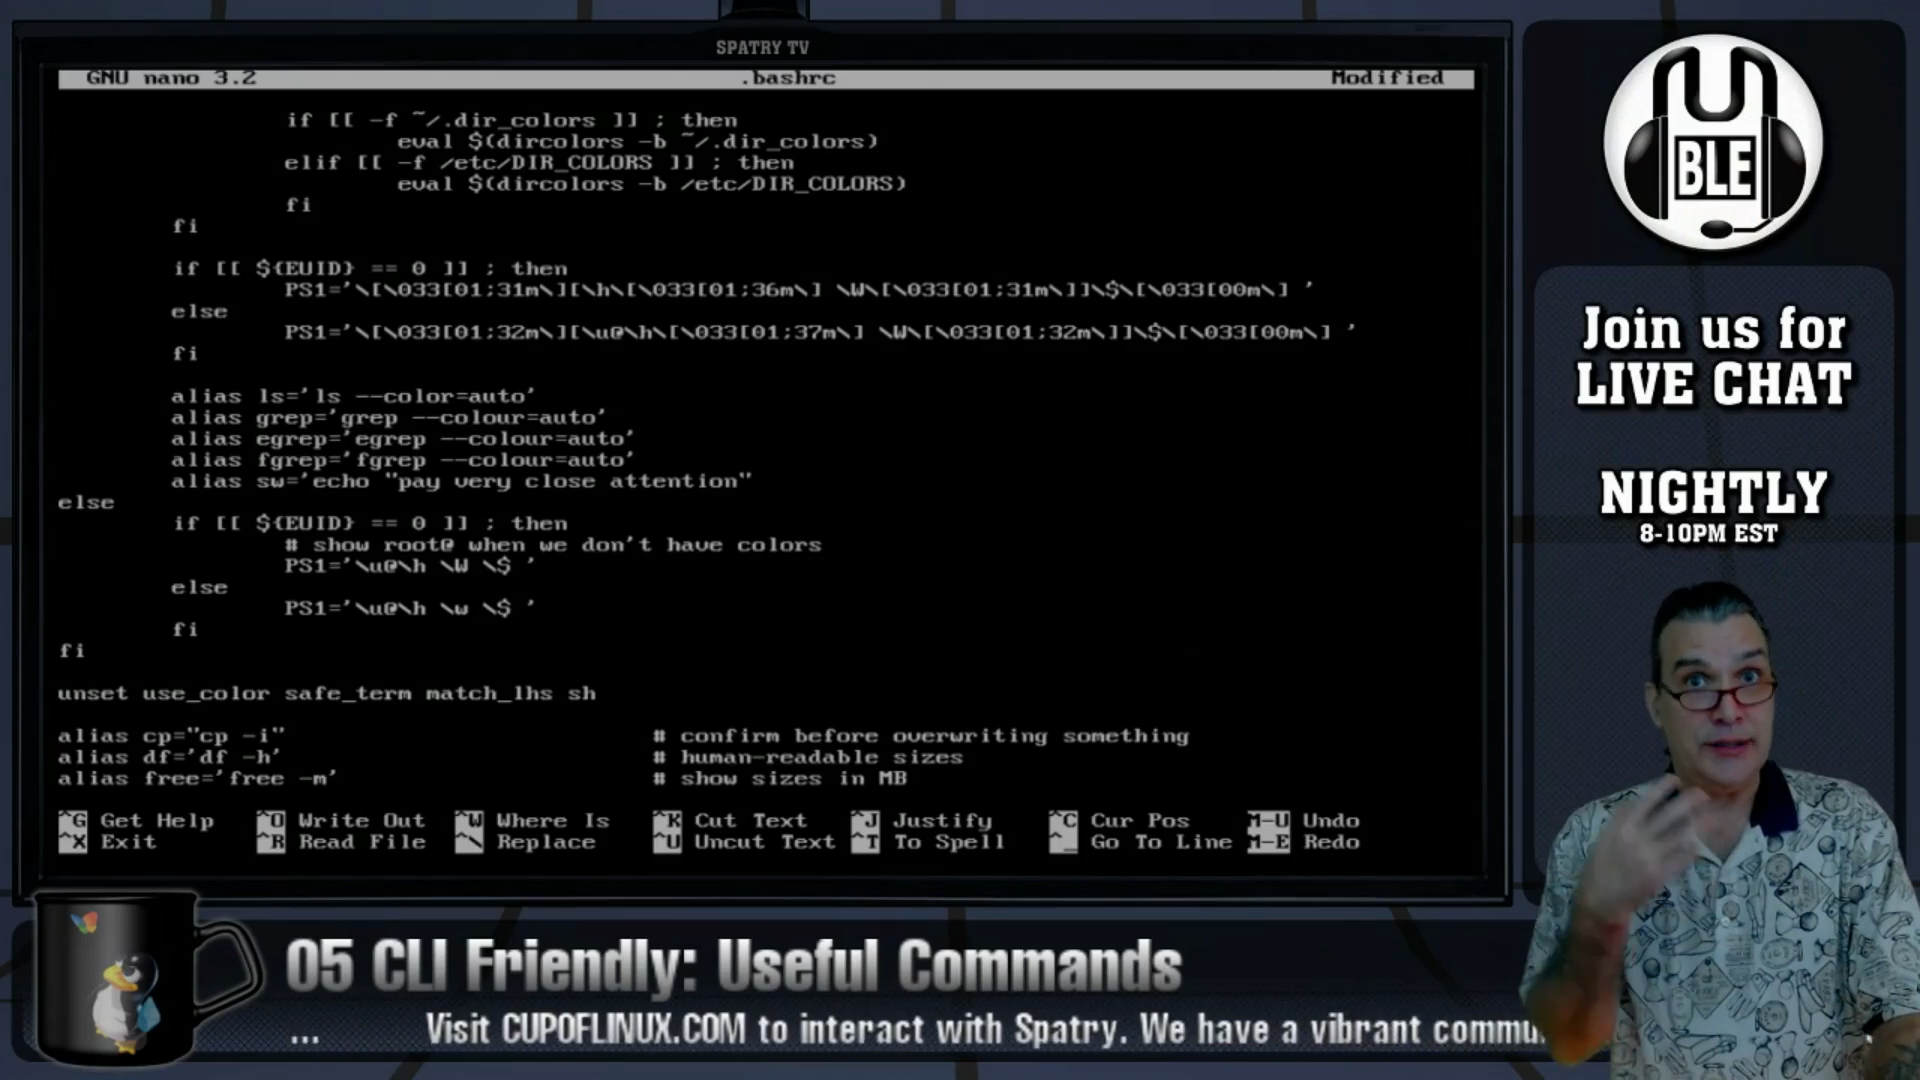 SPATRY TV
GNU nano 3.2 .bashrc Modified
if [[ -f ~/.dir_colors ]] ; then
eval $(dircolors -b ~/.dir_colors)
elif [[ -f /etc/DIR_COLORS ]] ; then
eval $(dircolors -b /etc/DIR_COLORS)
fi
fi
if [[ ${EUID} == 0 ]] ; then
PS1='\[\033[01;31m\][\h\[\033[01;36m\] \W\[\033[01;31m\]]\$\[\033[00m\] '
else
PS1='\[\033[01;32m\][\u@\h\[\033[01;37m\] \W\[\033[01;32m\]]\$\[\033[00m\] '
fi
alias ls='ls --color=auto'
alias grep='grep --colour=auto'
alias egrep='egrep --colour=auto'
alias fgrep='fgrep --colour=auto'
alias sw='echo "pay very close attention"
else
if [[ ${EUID} == 0 ]] ; then
# show root@ when we don't have colors
PS1='\u@\h \W \$ '
else
PS1='\u@\h \w \$ '
fi
fi
unset use_color safe_term match_lhs sh
alias cp="cp -i" # confirm before overwriting something
alias df='df -h' # human-readable sizes
alias free='free -m' # show sizes in MB
^G Get Help ^O Write Out ^W Where Is ^K Cut Text ^J Justify ^C Cur Pos M-U Undo
^X Exit ^R Read File ^\ Replace ^U Uncut Text ^T To Spell ^_ Go To Line M-E Redo
BLE
Join us for
LIVE CHAT
NIGHTLY
8-10PM EST
05 CLI Friendly: Useful Commands
... Visit CUPOFLINUX.COM to interact with Spatry. We have a vibrant commu